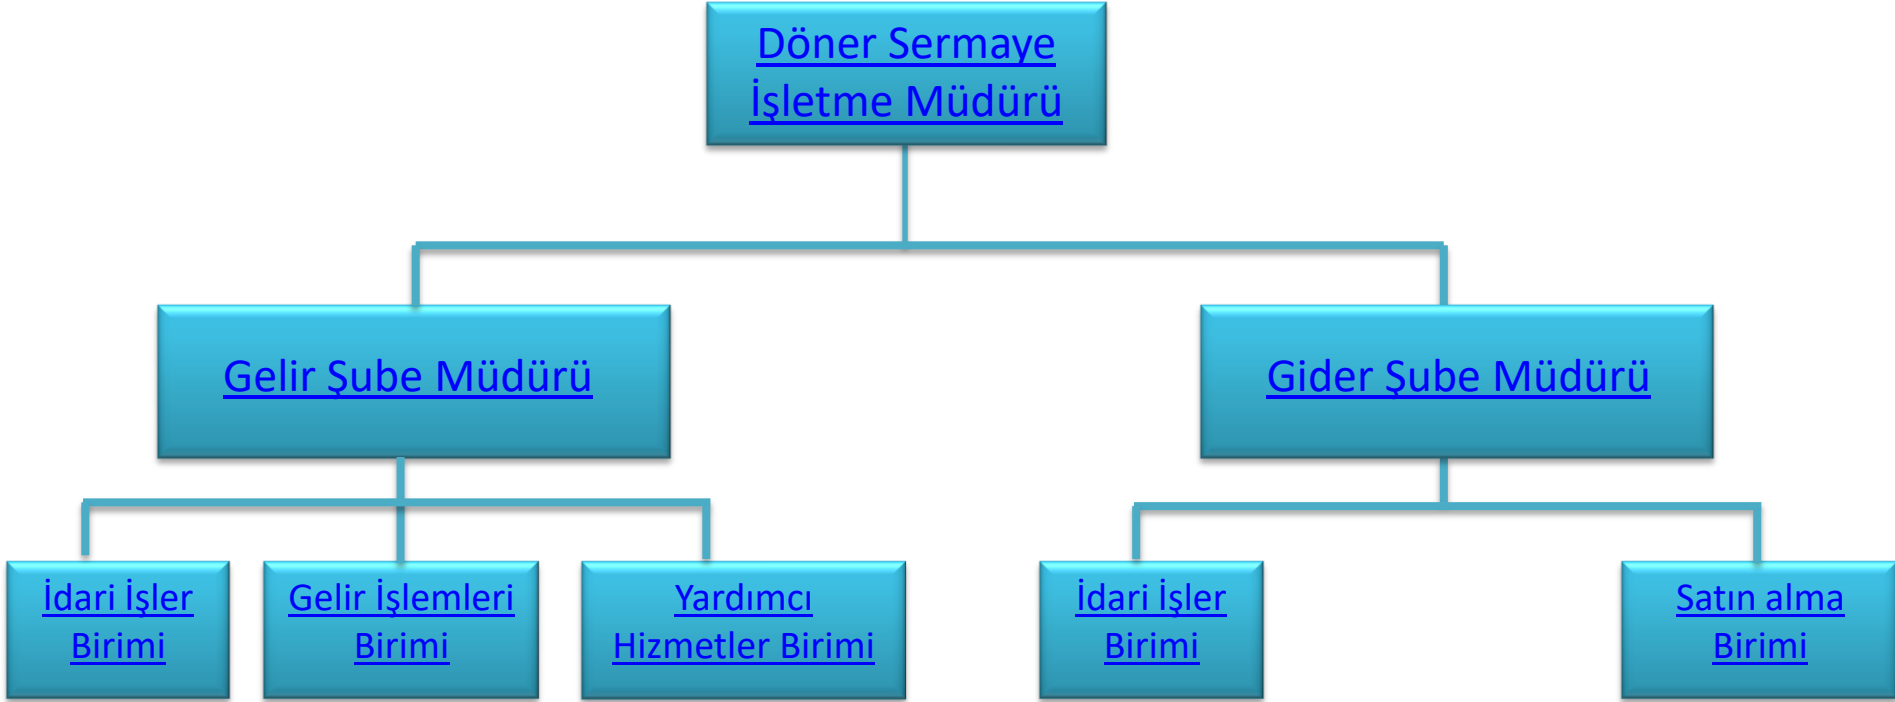 Döner Sermaye
İşletme Müdürü
Gelir Şube Müdürü
Gider Şube Müdürü
İdari İşler
Birimi
Gelir İşlemleri
Birimi
Yardımcı
Hizmetler Birimi
İdari İşler
Birimi
Satın alma
Birimi